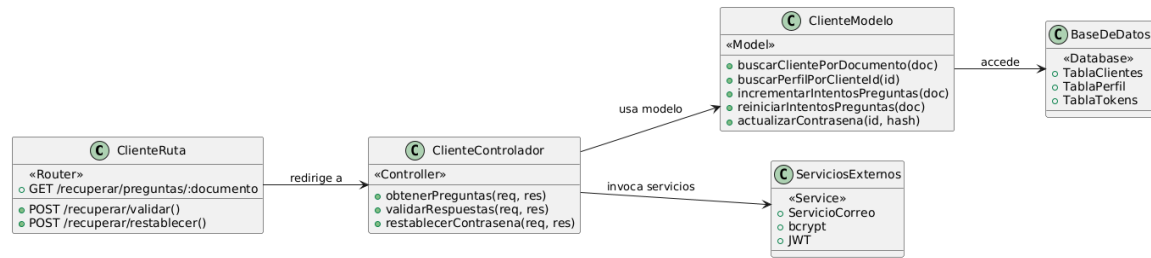 C ClienteRuta
«Router»
GET /recuperar/preguntas/:documento
POST /recuperar/validar()
POST /recuperar/restablecer()
redirige a
C ClienteControlador
«Controller»
obtenerPreguntas(req, res)
validarRespuestas(req, res)
restablecerContrasena(req, res)
usa modelo
invoca servicios
C ClienteModelo
«Model»
buscarClientePorDocumento(doc)
buscarPerfilPorClienteId(id)
incrementarIntentosPreguntas(doc)
reiniciarIntentosPreguntas(doc)
actualizarContrasena(id, hash)
accede
C BaseDeDatos
«Database»
TablaClientes
TablaPerfil
TablaTokens
C ServiciosExternos
«Service»
ServicioCorreo
bcrypt
JWT